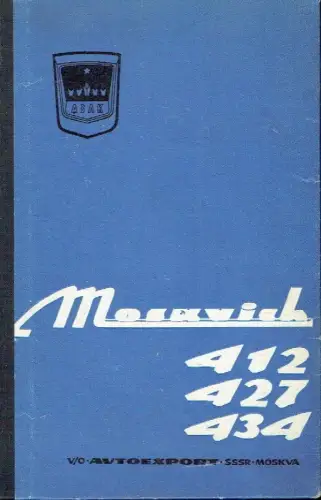 АЗЛК
Moskvich
412
427
434
V/O · AVTOEXPORT · SSSR · MOSKVA